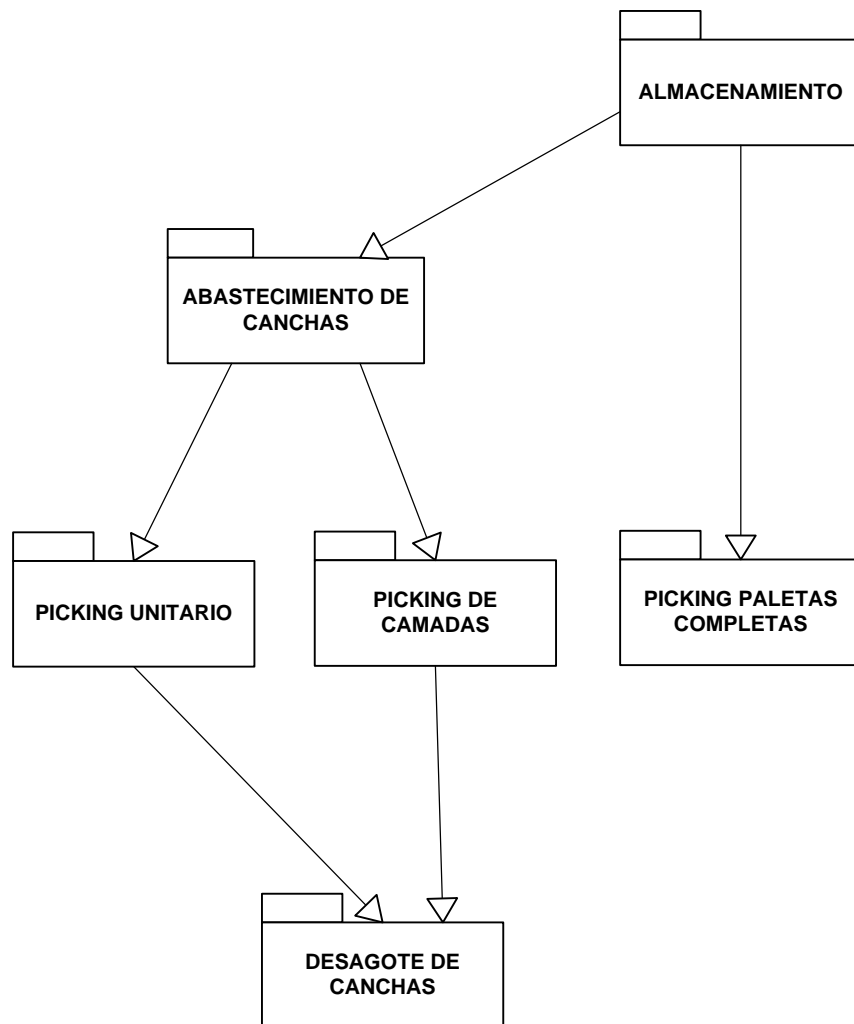 ALMACENAMIENTO
ABASTECIMIENTO DE
CANCHAS
PICKING UNITARIO
PICKING DE
CAMADAS
PICKING PALETAS
COMPLETAS
DESAGOTE DE
CANCHAS